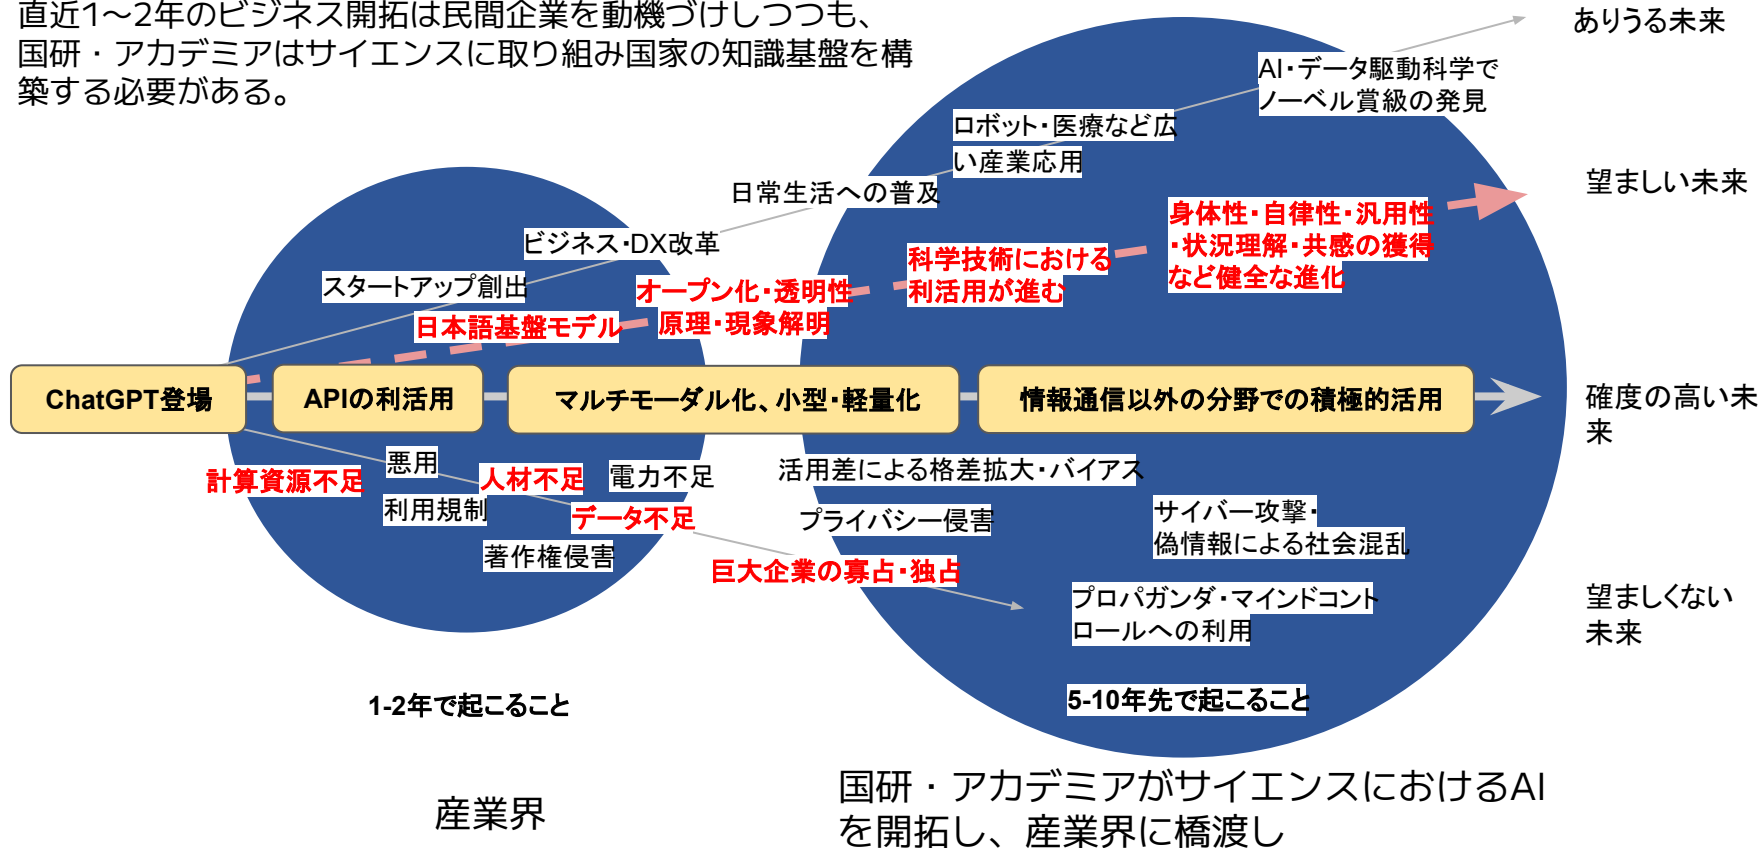 直近1～2年のビジネス開拓は民間企業を動機づけしつつも、
国研・アカデミアはサイエンスに取り組み国家の知識基盤を構
築する必要がある。
ありうる未来
AI・データ駆動科学で
ノーベル賞級の発見
ロボット・医療など広
い産業応用
日常生活への普及
ビジネス・DX改革
スタートアップ創出
望ましい未来
身体性・自律性・汎用性
・状況理解・共感の獲得
など健全な進化
科学技術における
利活用が進む
オープン化・透明性
原理・現象解明
日本語基盤モデル
ChatGPT登場
APIの利活用
マルチモーダル化、小型・軽量化
情報通信以外の分野での積極的活用
確度の高い未
来
計算資源不足
悪用
利用規制
人材不足
電力不足
データ不足
著作権侵害
活用差による格差拡大・バイアス
プライバシー侵害
サイバー攻撃・
偽情報による社会混乱
巨大企業の寡占・独占
プロパガンダ・マインドコント
ロールへの利用
望ましくない
未来
1-2年で起こること
5-10年先で起こること
産業界
国研・アカデミアがサイエンスにおけるAI
を開拓し、産業界に橋渡し